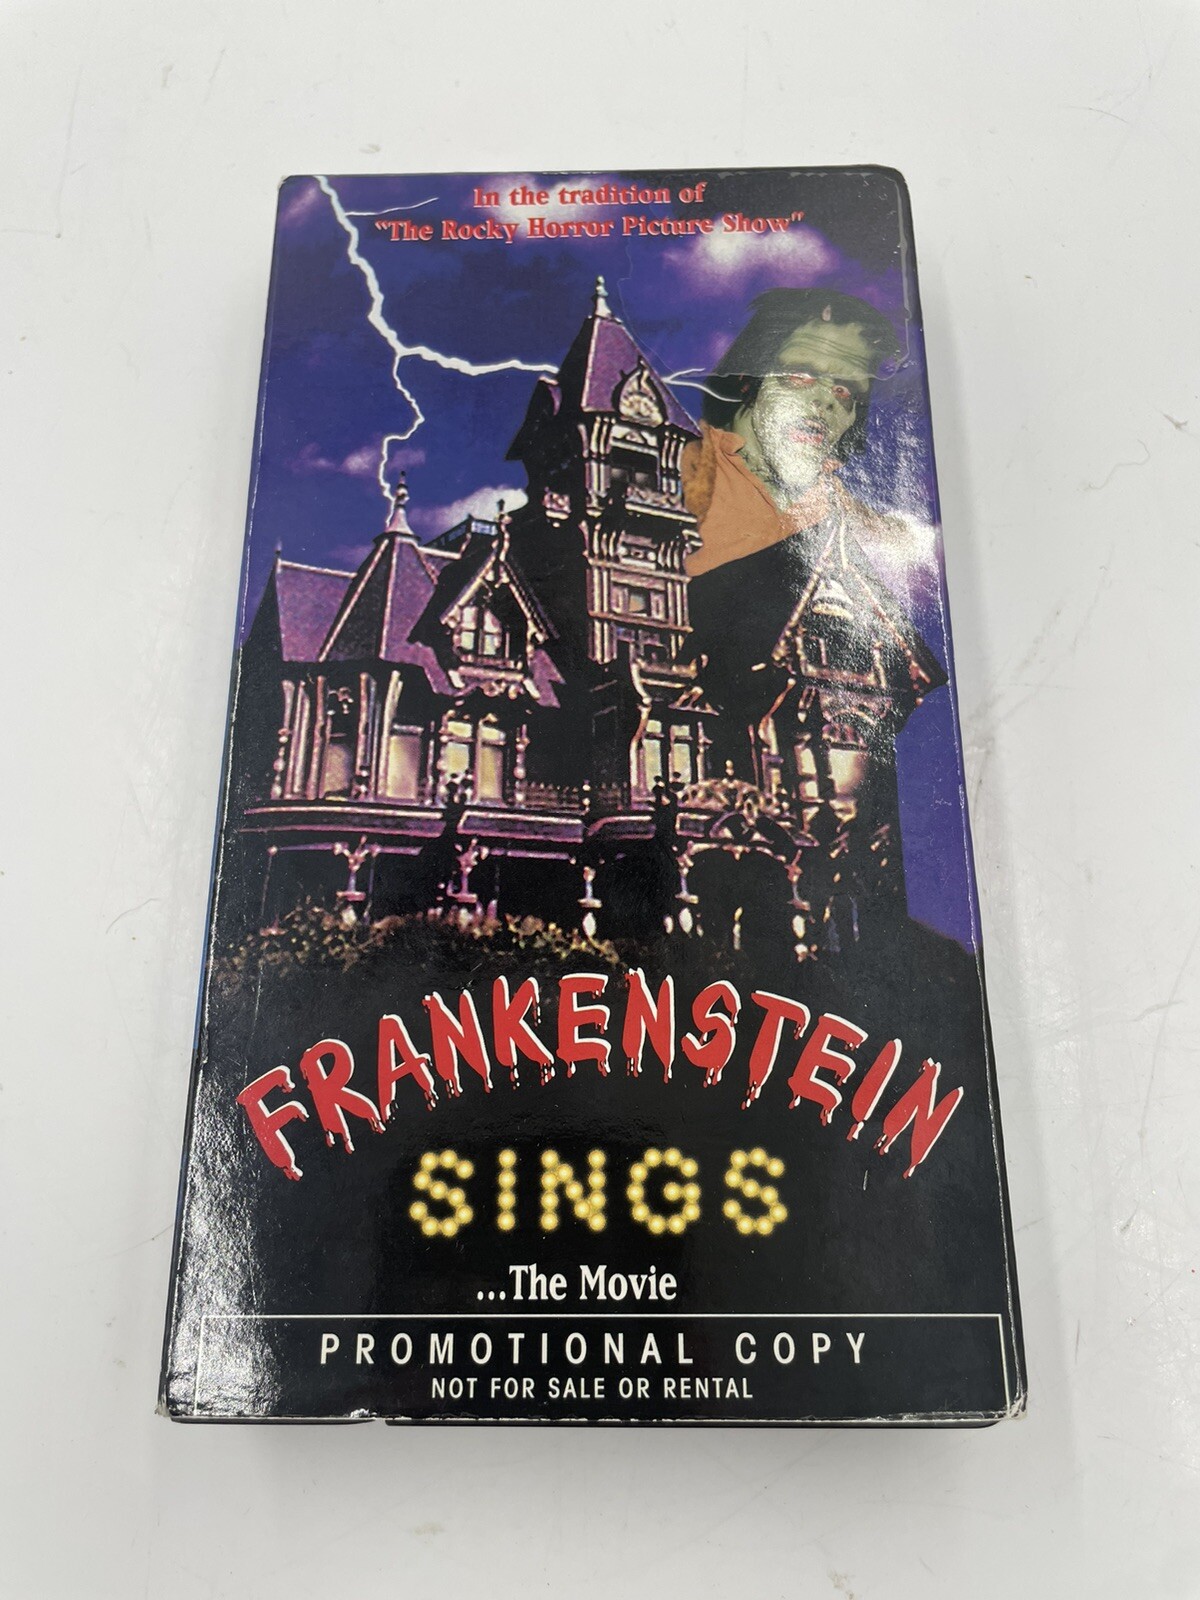 In the tradition of
"The Rocky Horror Picture Show"
FRANKENSTEIN
SINGS
...The Movie
PROMOTIONAL COPY
NOT FOR SALE OR RENTAL